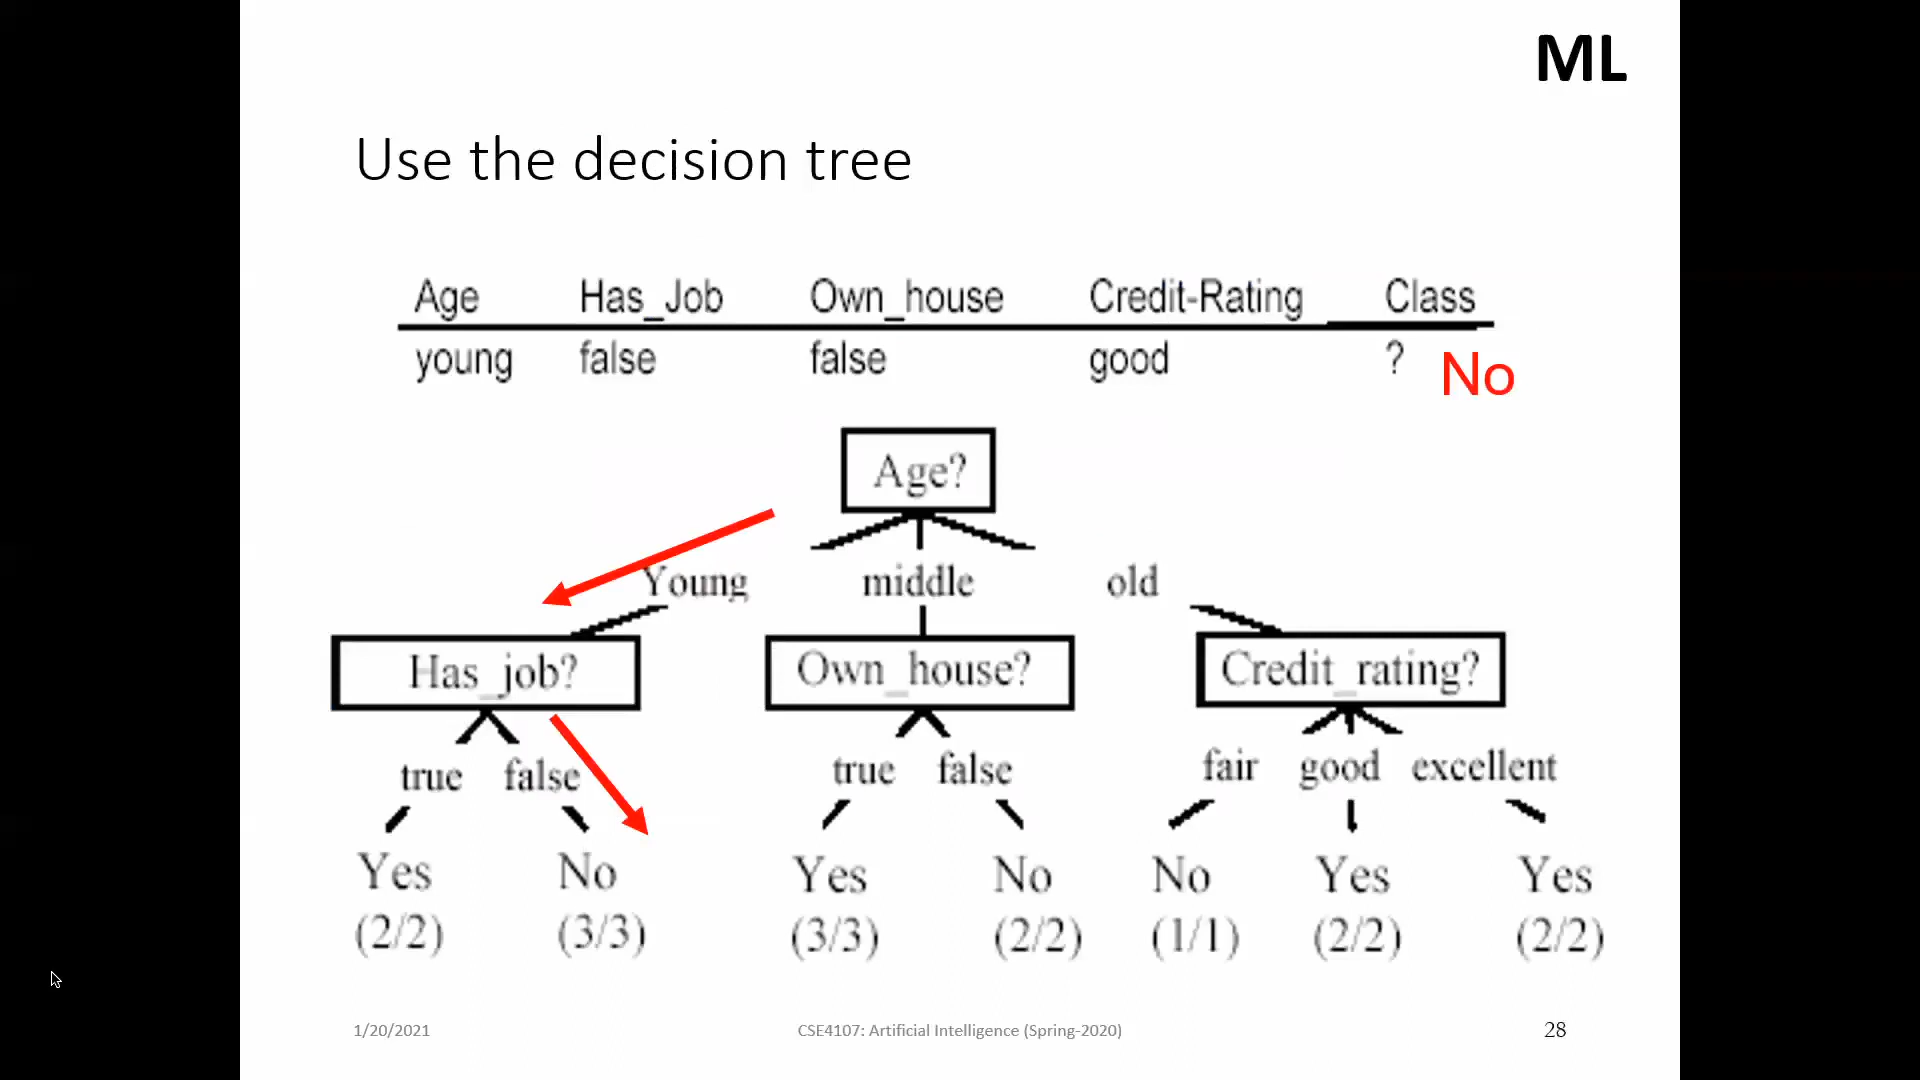 ML
Use the decision tree
Age Has_Job Own_house Credit-Rating Class
young false false good ? No
Age?
Young middle old
Has_job? Own_house? Credit_rating?
true false true false fair good excellent
Yes No Yes No No Yes Yes
(2/2) (3/3) (3/3) (2/2) (1/1) (2/2) (2/2)
1/20/2021 CSE4107: Artificial Intelligence (Spring-2020) 28